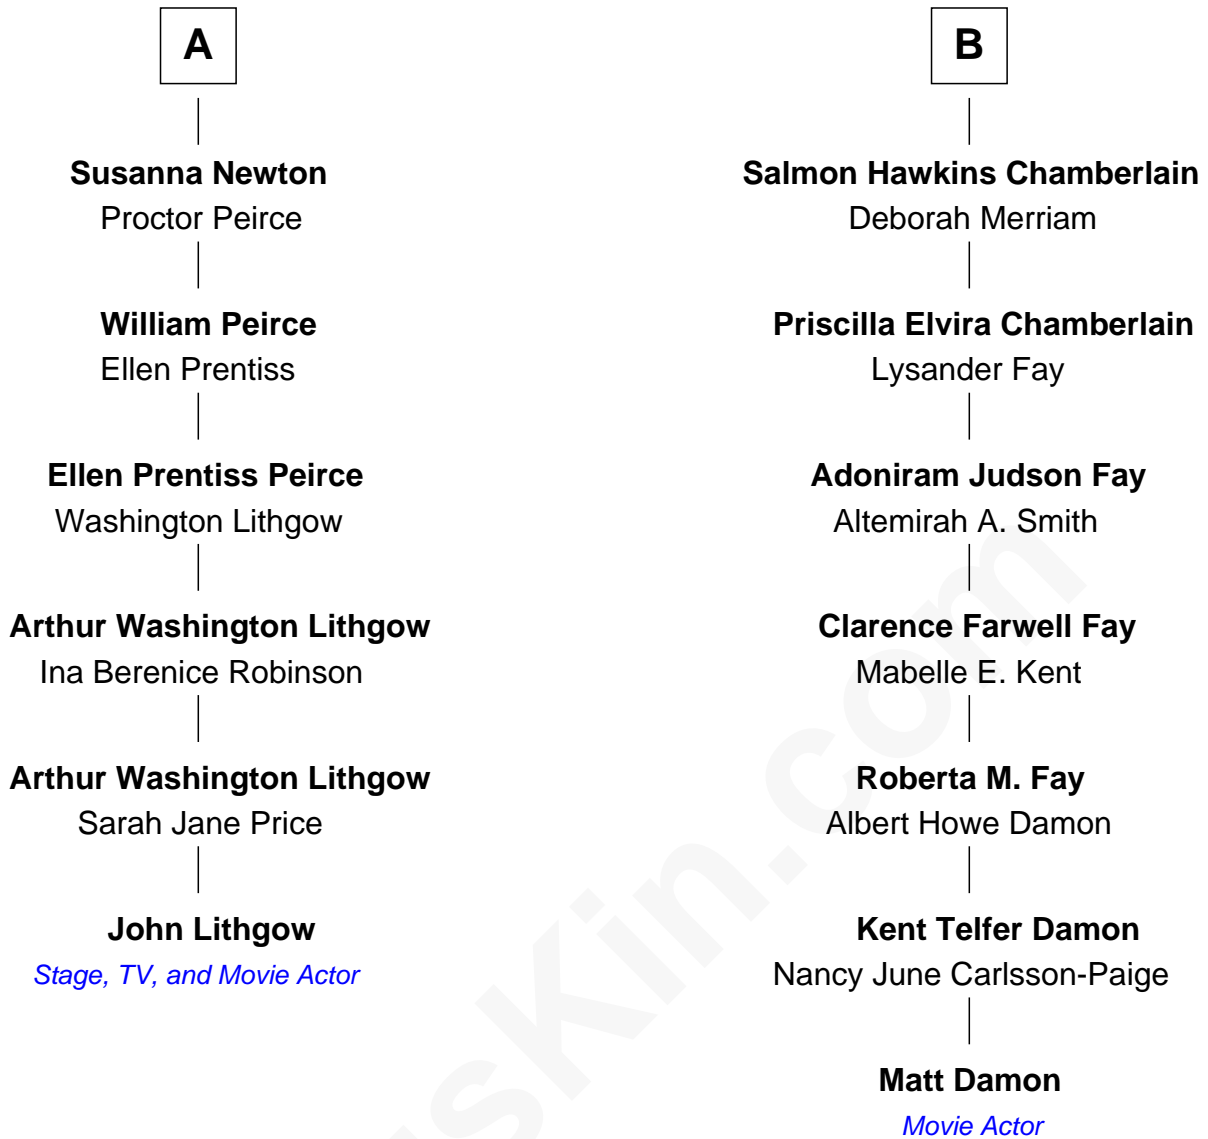 A
Susanna Newton
Proctor Peirce
William Peirce
Ellen Prentiss
Ellen Prentiss Peirce
Washington Lithgow
Arthur Washington Lithgow
Ina Berenice Robinson
Arthur Washington Lithgow
Sarah Jane Price
John Lithgow
Stage, TV, and Movie Actor
B
Salmon Hawkins Chamberlain
Deborah Merriam
Priscilla Elvira Chamberlain
Lysander Fay
Adoniram Judson Fay
Altemirah A. Smith
Clarence Farwell Fay
Mabelle E. Kent
Roberta M. Fay
Albert Howe Damon
Kent Telfer Damon
Nancy June Carlsson-Paige
Matt Damon
Movie Actor
sKin.com